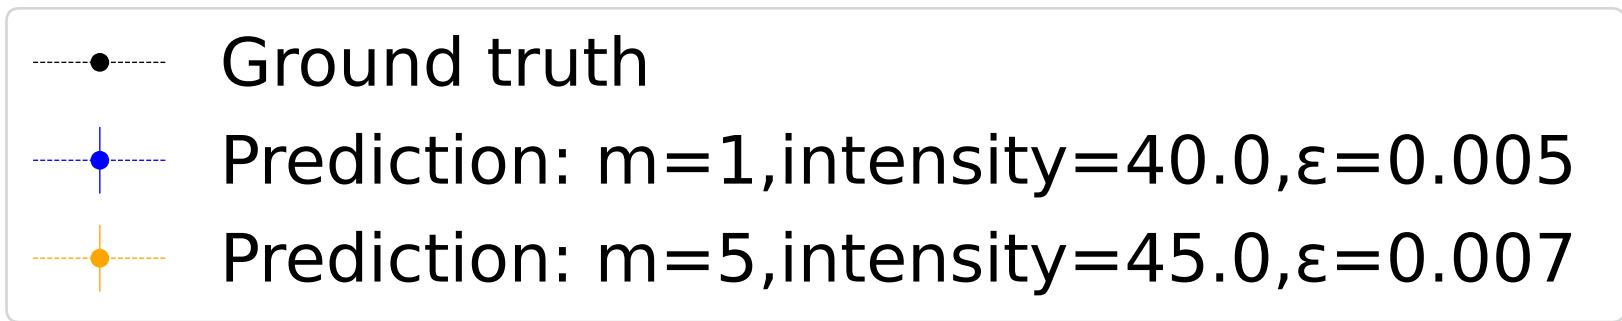 Ground truth
Prediction: m=1,intensity=40.0,ε=0.005
Prediction: m=5,intensity=45.0,ε=0.007